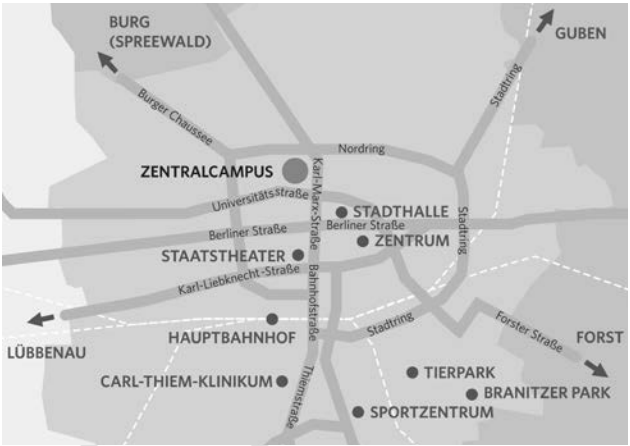 BURG
(SPREEWALD)
GUBEN
Burger Chaussee
Stadtring
Nordring
ZENTRALCAMPUS
Karl-Marx-Straße
Universitätsstraße
STADTHALLE
Stadtring
Berliner Straße
Berliner Straße
ZENTRUM
STAATSTHEATER
Karl-Liebknecht-Straße
Bahnhofstraße
HAUPTBAHNHOF
Stadtring
Forster Straße
LÜBBENAU
FORST
CARL-THIEM-KLINIKUM
Thiemstraße
TIERPARK
BRANITZER PARK
SPORTZENTRUM